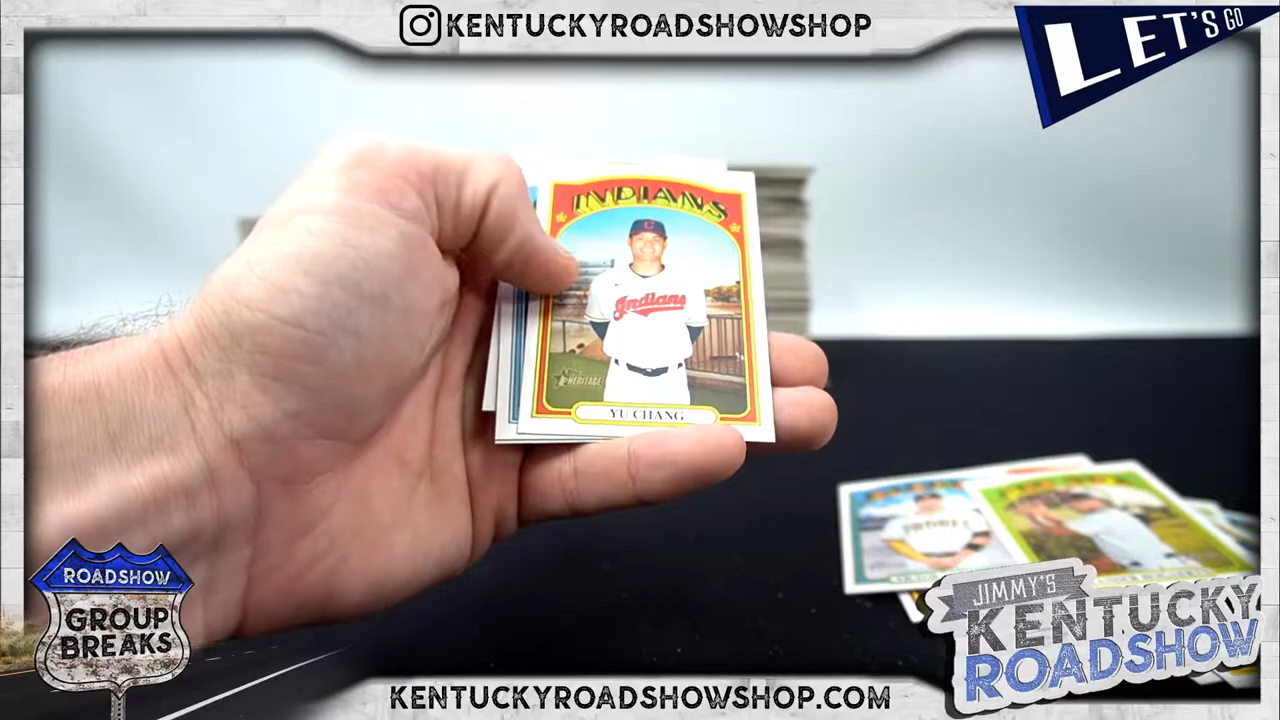 KENTUCKYROADSHOWSHOP
LET'S GO
INDIANS
Indians
HERITAGE
YU CHANG
ROADSHOW
GROUP
BREAKS
JIMMY'S
KENTUCKY
ROADSHOW
KENTUCKYROADSHOWSHOP.COM